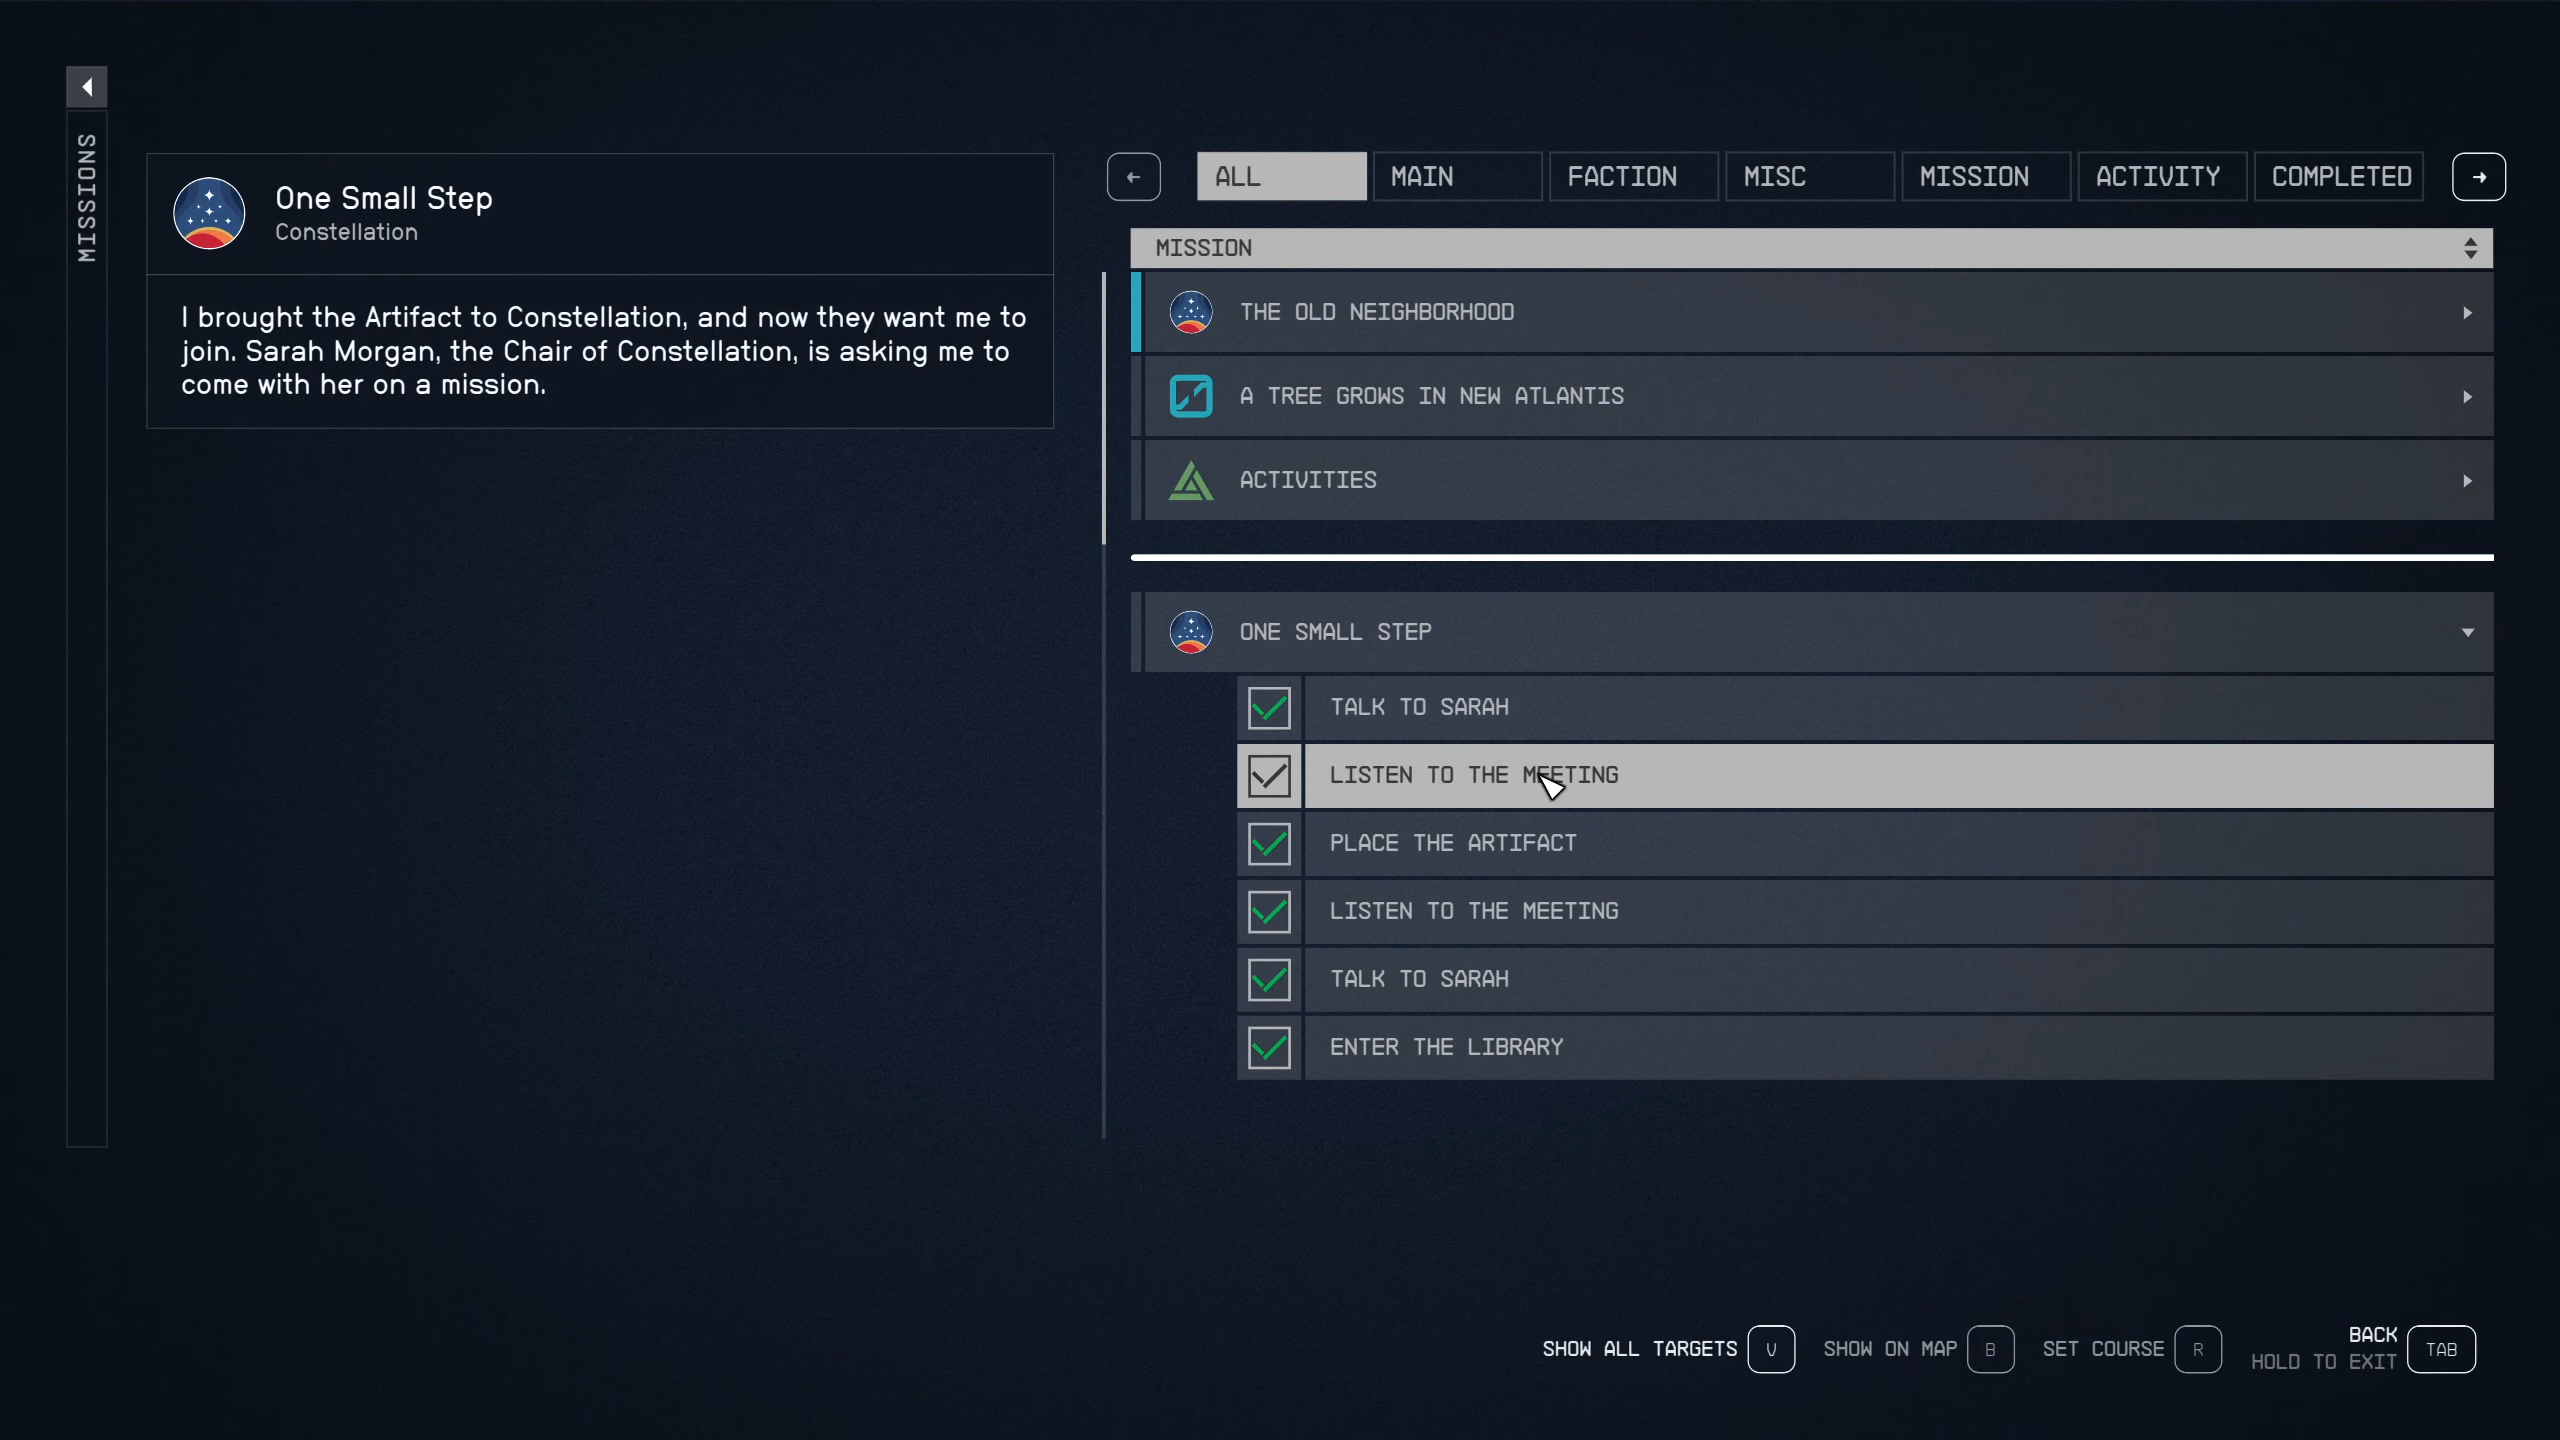 MISSIONS
One Small Step
Constellation
I brought the Artifact to Constellation, and now they want me to
join. Sarah Morgan, the Chair of Constellation, is asking me to
come with her on a mission.
ALL
MAIN
FACTION
MISC
MISSION
ACTIVITY
COMPLETED
MISSION
THE OLD NEIGHBORHOOD
A TREE GROWS IN NEW ATLANTIS
ACTIVITIES
ONE SMALL STEP
TALK TO SARAH
LISTEN TO THE MEETING
PLACE THE ARTIFACT
LISTEN TO THE MEETING
TALK TO SARAH
ENTER THE LIBRARY
SHOW ALL TARGETS V
SHOW ON MAP B
SET COURSE R
BACK
HOLD TO EXIT
TAB